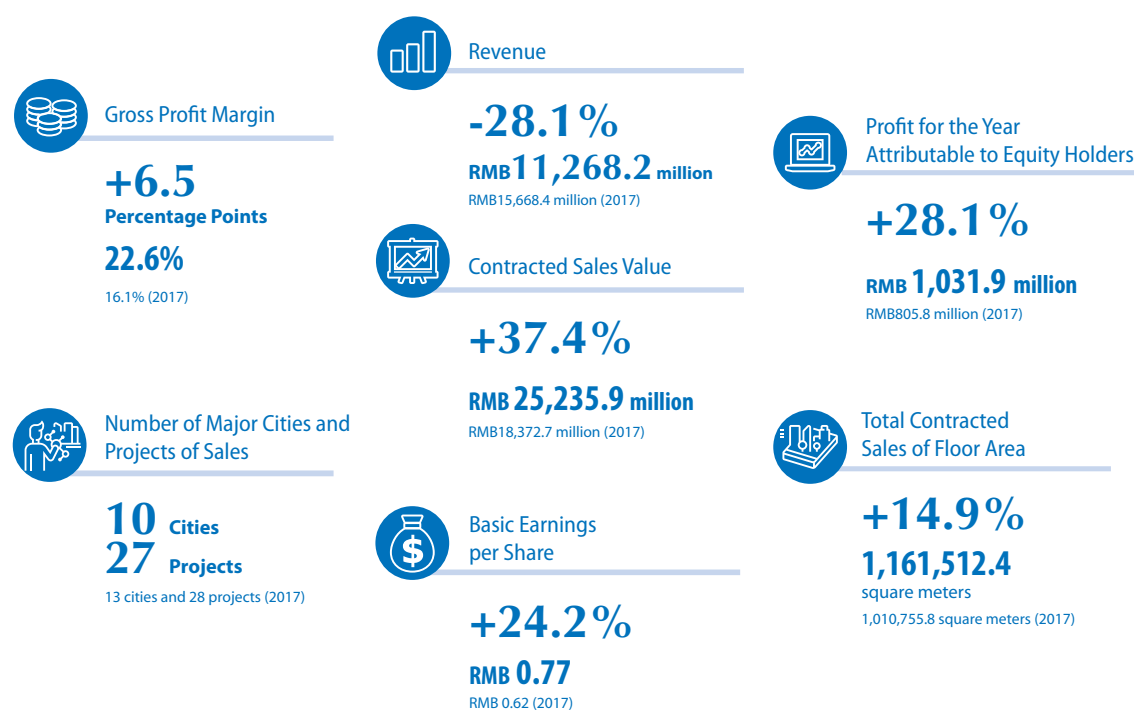 Gross Profit Margin
+6.5
Percentage Points
22.6%
16.1% (2017)
Number of Major Cities and
Projects of Sales
10 Cities
27 Projects
13 cities and 28 projects (2017)
Revenue
-28.1%
RMB11,268.2 million
RMB15,668.4 million (2017)
Contracted Sales Value
+37.4%
RMB 25,235.9 million
RMB18,372.7 million (2017)
Basic Earnings
per Share
$
+24.2%
RMB 0.77
RMB 0.62 (2017)
Profit for the Year
Attributable to Equity Holders
+28.1%
RMB 1,031.9 million
RMB805.8 million (2017)
Total Contracted
Sales of Floor Area
+14.9%
1,161,512.4
square meters
1,010,755.8 square meters (2017)